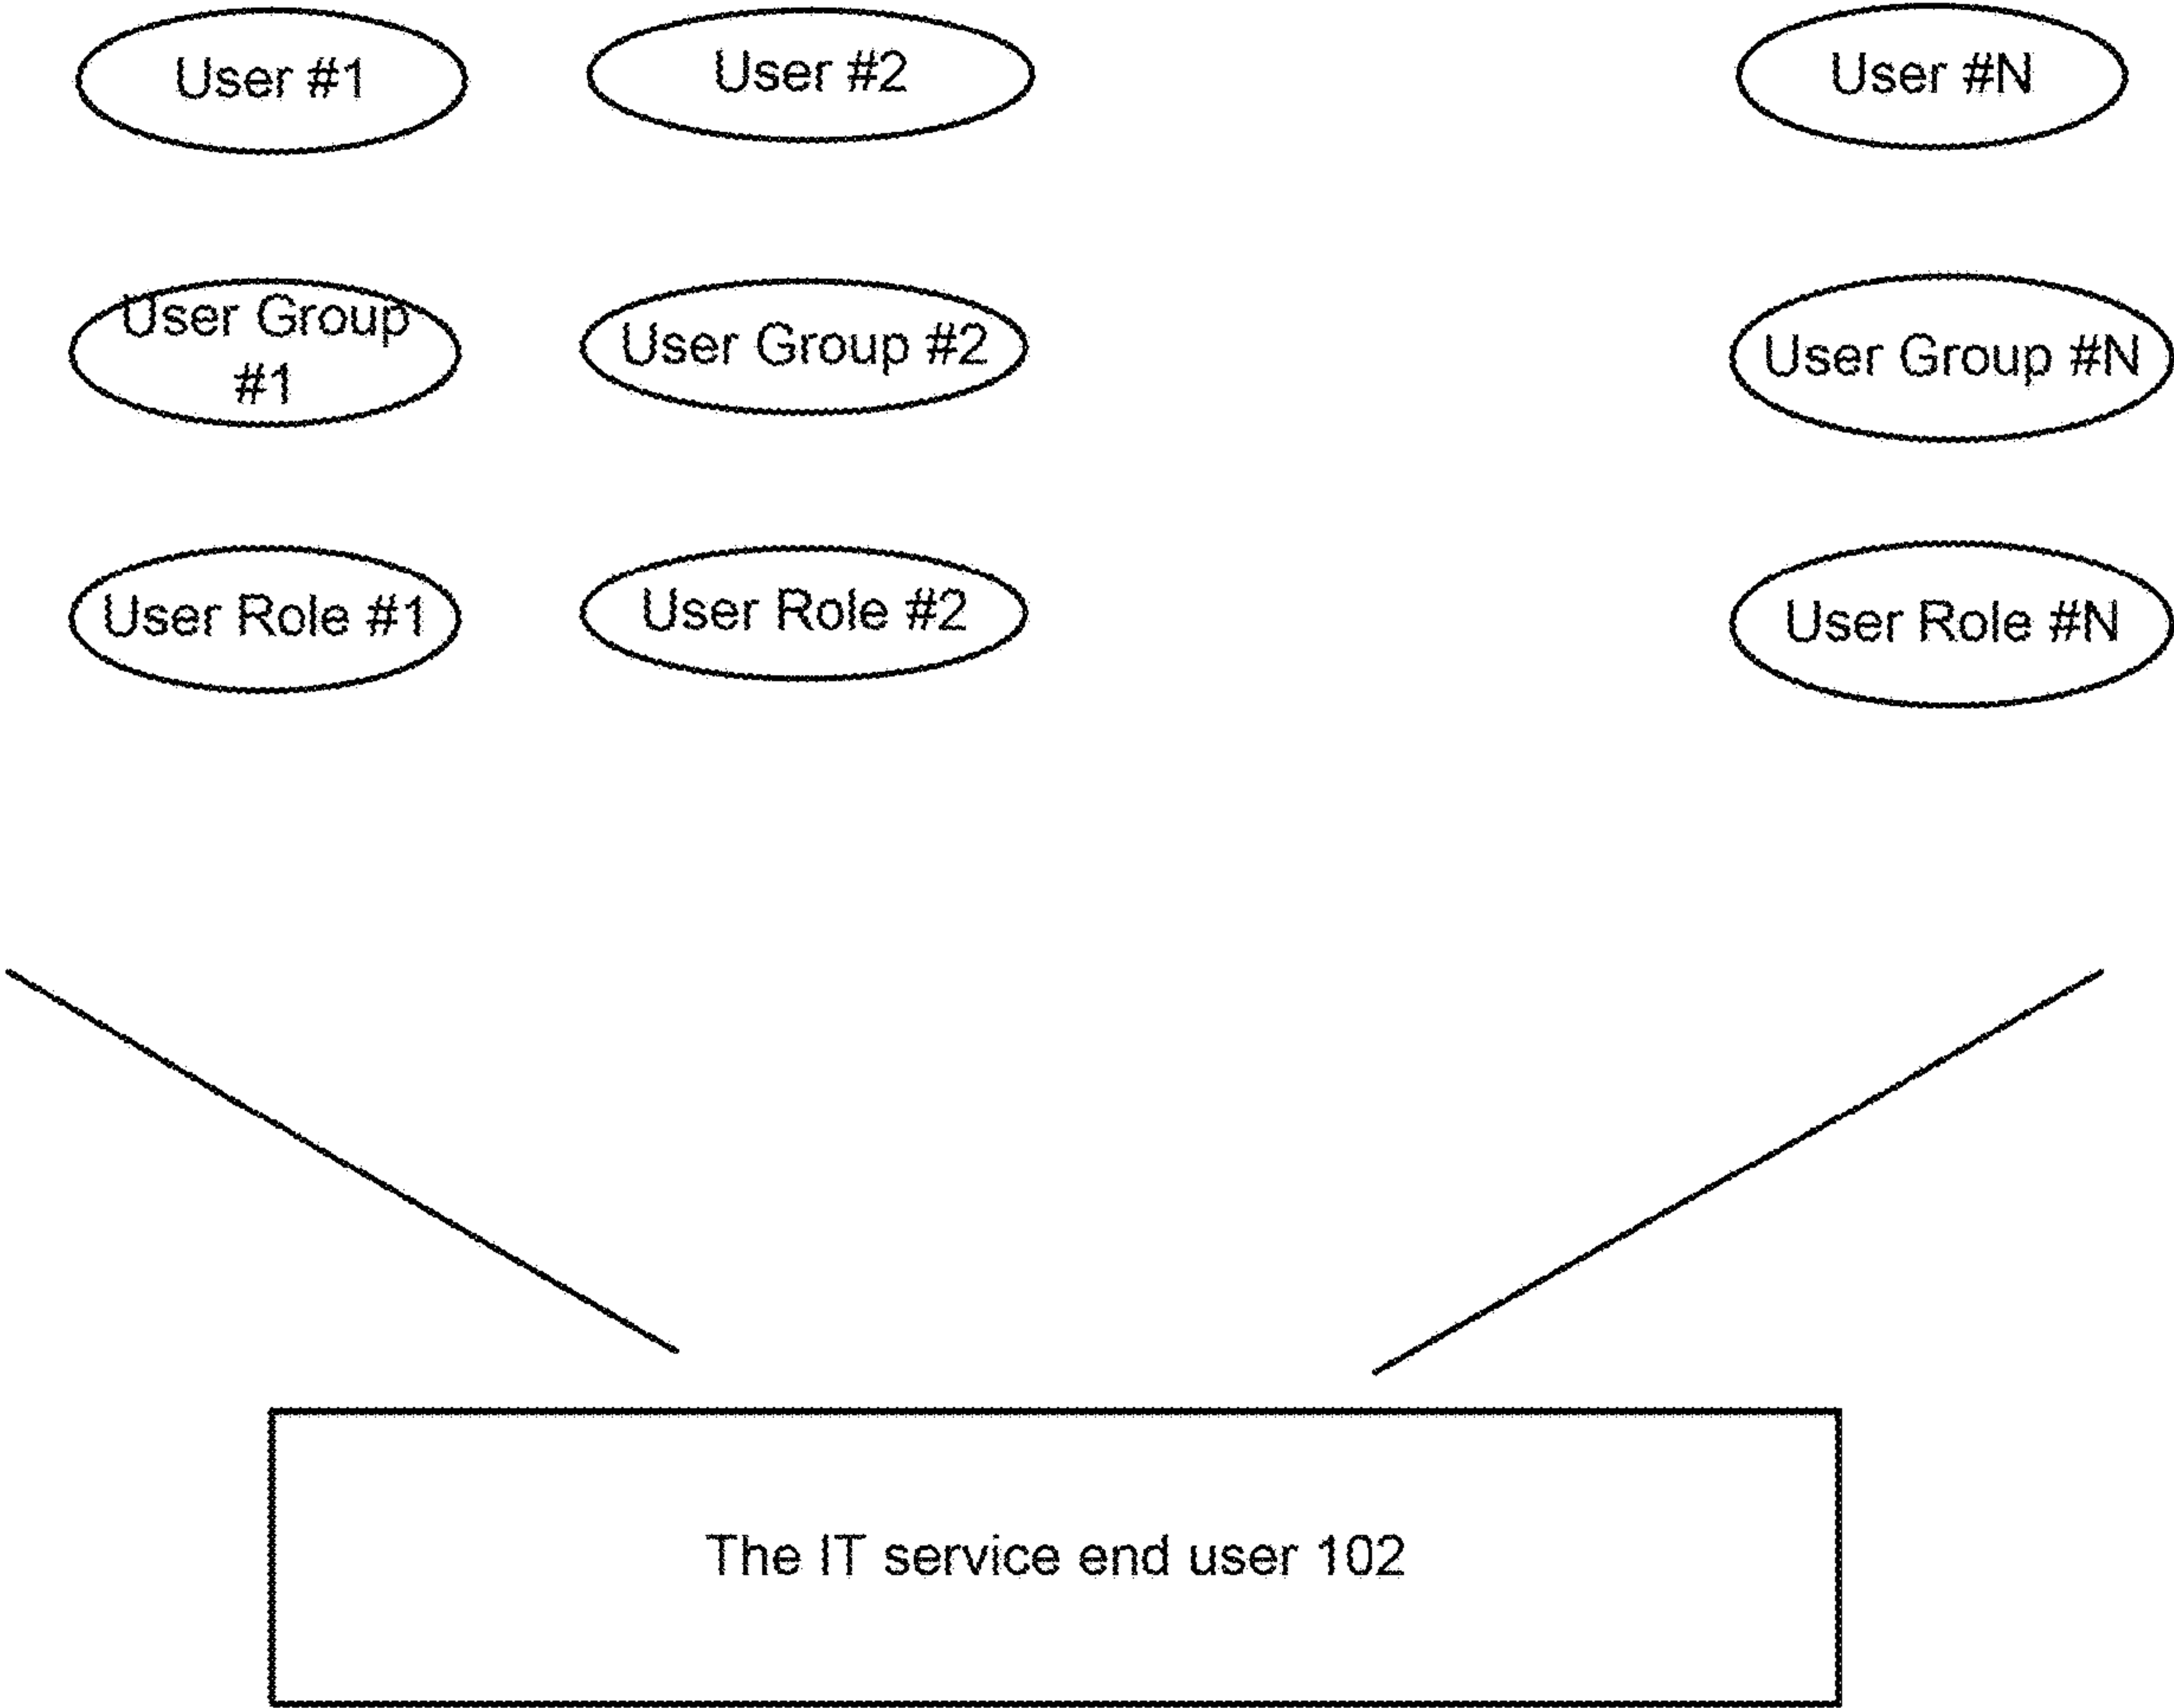 User #1
User #2
User #N
User Group
#1
User Group #2
User Group #N
User Role #1
User Role #2
User Role #N
The IT service end user 102